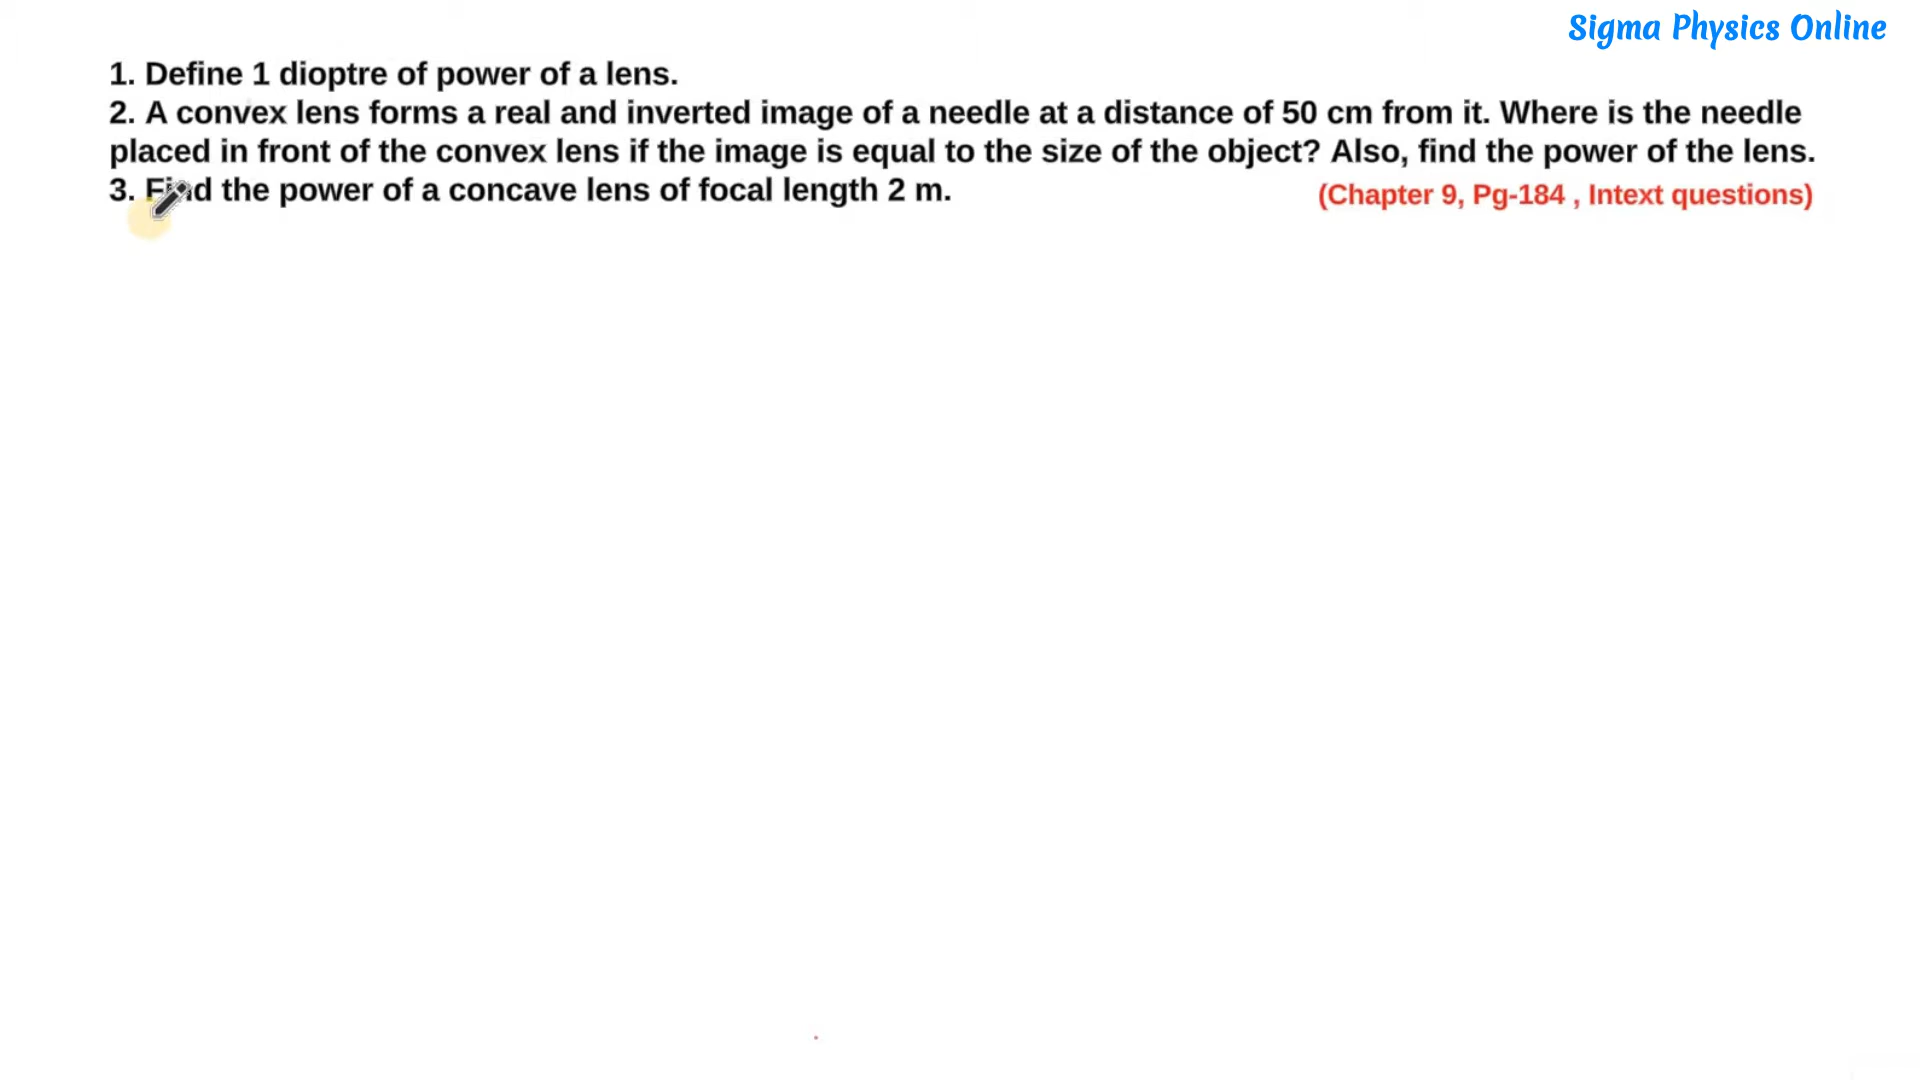 Sigma Physics Online
1. Define 1 dioptre of power of a lens.
2. A convex lens forms a real and inverted image of a needle at a distance of 50 cm from it. Where is the needle
placed in front of the convex lens if the image is equal to the size of the object? Also, find the power of the lens.
3. Find the power of a concave lens of focal length 2 m.
(Chapter 9, Pg-184 , Intext questions)